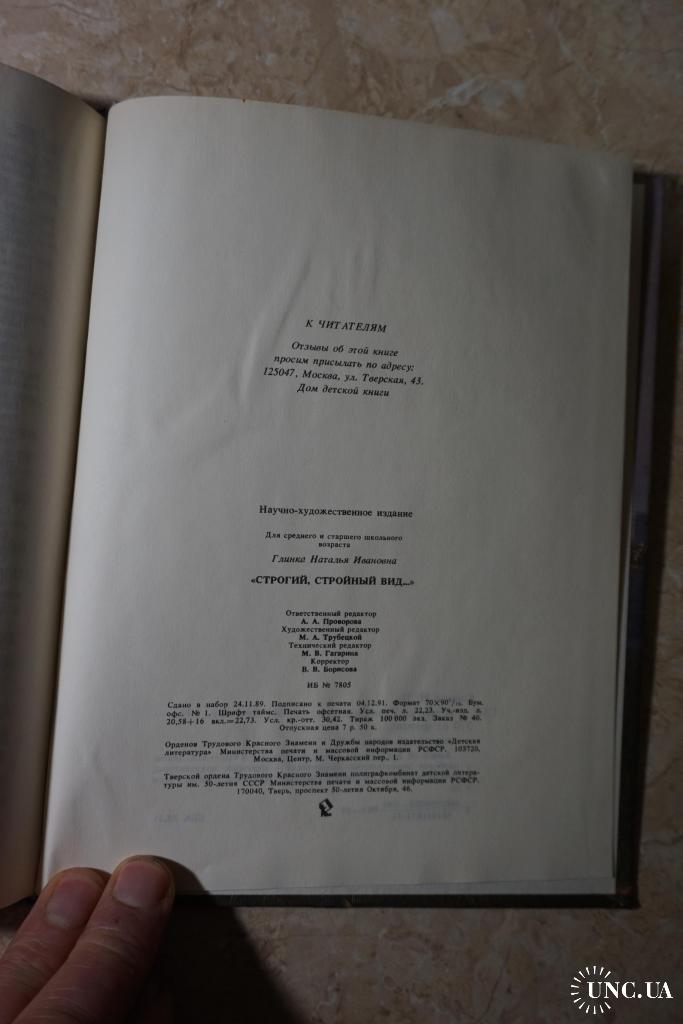 К ЧИТАТЕЛЯМ
Отзывы об этой книге
просим присылать по адресу:
125047, Москва, ул. Тверская, 43.
Дом детской книги
Научно-художественное издание
Для среднего и старшего школьного
возраста
Глинка Наталья Ивановна
«СТРОГИЙ, СТРОЙНЫЙ ВИД...»
Ответственный редактор
А. А. Проворова
Художественный редактор
М. А. Трубецкой
Технический редактор
М. В. Гагарина
Корректор
В. В. Борисова
ИБ № 7805
Сдано в набор 24.11.89. Подписано к печати 04.12.91. Формат 70×90¹/₁₆. Бум.
офс. № 1. Шрифт таймс. Печать офсетная. Усл. печ. л. 22,23. Уч.-изд. л.
20,58+16 вкл.=22,73. Усл. кр.-отт. 30,42. Тираж 100 000 экз. Заказ № 40.
Отпускная цена 7 р. 50 к.
Орденов Трудового Красного Знамени и Дружбы народов издательство «Детская
литература» Министерства печати и массовой информации РСФСР. 103720,
Москва, Центр, М. Черкасский пер., 1.
Тверской ордена Трудового Красного Знамени полиграфкомбинат детской литера-
туры им. 50-летия СССР Министерства печати и массовой информации РСФСР.
170040, Тверь, проспект 50-летия Октября, 46.
UNC.UA